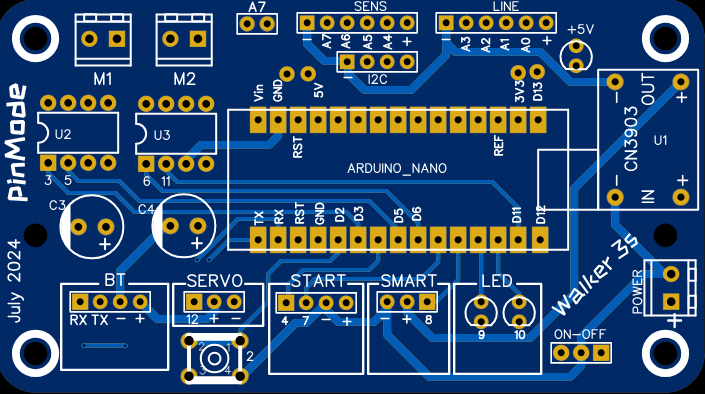 A7
SENS
LINE
+5V
- A7 A6 A5 A4 +
- A3 A2 A1 A0 +
M1
M2
- +
I2C
Vin GND 5V
3V3 D13
- OUT +
CN3903
U1
- IN +
U2
U3
RST
REF
ARDUINO_NANO
PinMode
3 5
6 11
C3 +
C4 +
TX RX RST GND D2 D3 D5 D6 D11 D12
July 2024
Walker 3s
POWER
+
BT
RX TX - +
SERVO
12 + -
START
4 7 - +
SMART
- + 8
LED
9 10
ON-OFF
2 1
3 4
2